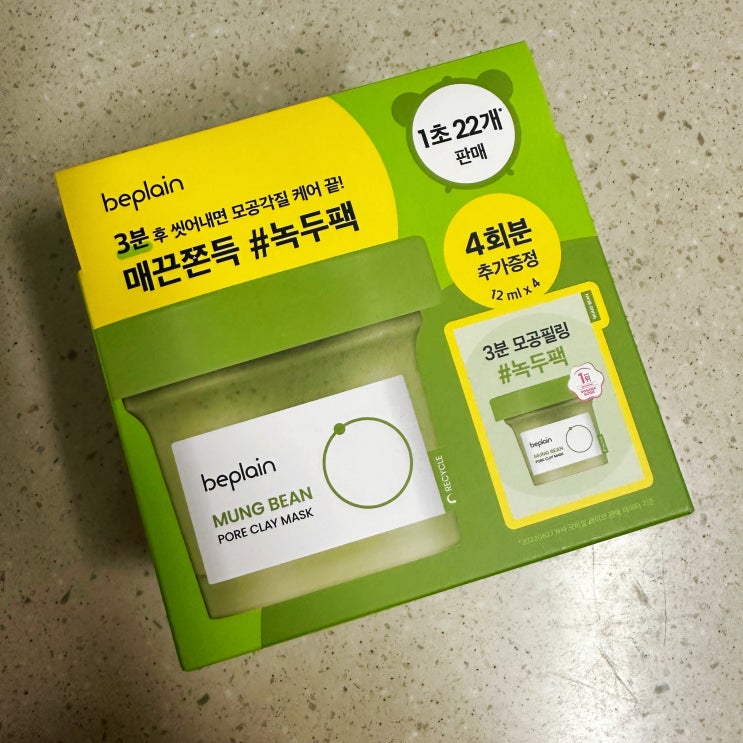 beplain
3분 후 씻어내면 모공각질 케어 끝!
매끈쫀득 #녹두팩
1초 22개*
판매
4회분
추가증정
12 ml x 4
3분 모공필링
#녹두팩
1위
beplain
MUNG BEAN
PORE CLAY MASK
beplain
MUNG BEAN
PORE CLAY MASK
RECYCLE